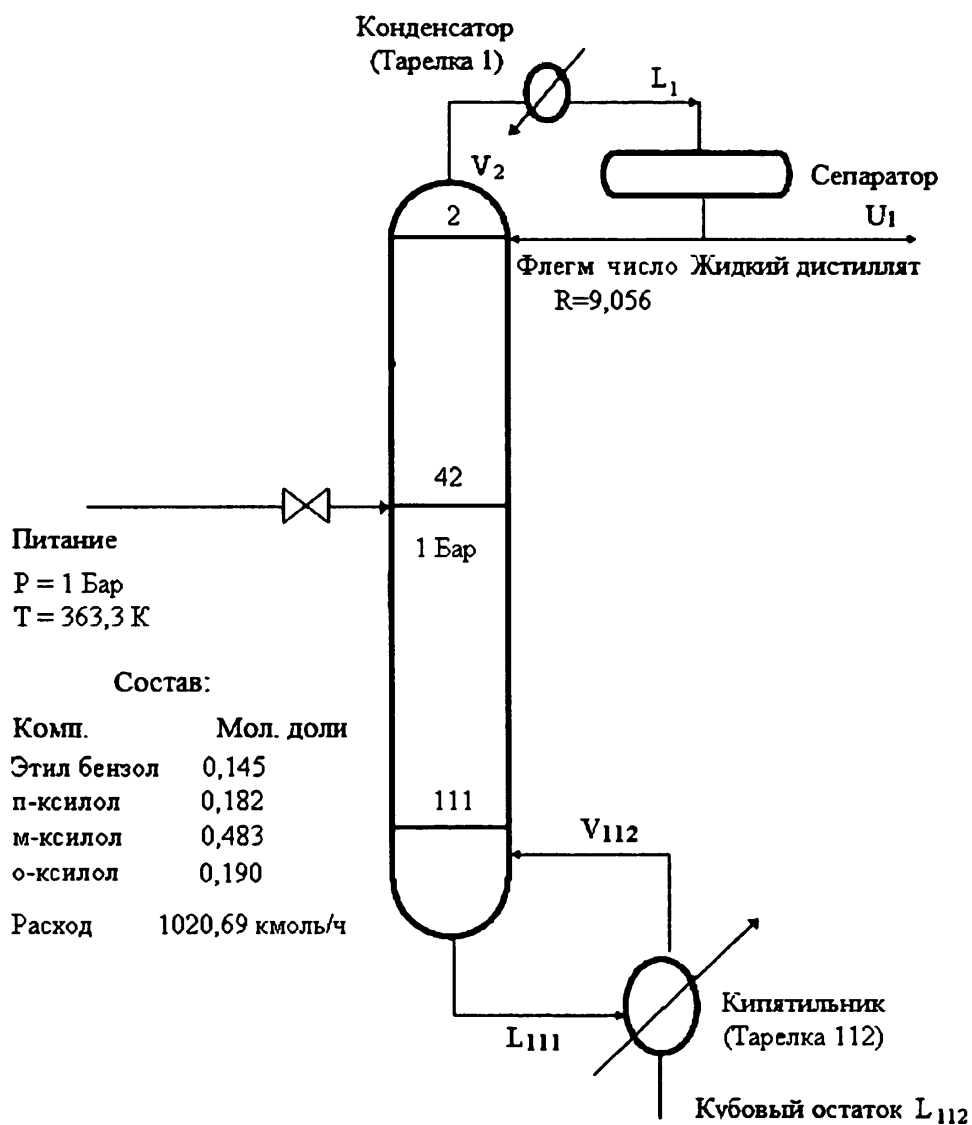 Конденсатор
(Тарелка 1)
L1
V2
Сепаратор
2
U1
Флегм число Жидкий дистиллят
R=9,056
42
Питание
1 Бар
P = 1 Бар
T = 363,3 К
Состав:
Комп. Мол. доли
Этил бензол 0,145
п-ксилол 0,182
м-ксилол 0,483
о-ксилол 0,190
111
V112
Расход 1020,69 кмоль/ч
L111
Кипятильник
(Тарелка 112)
Кубовый остаток L112